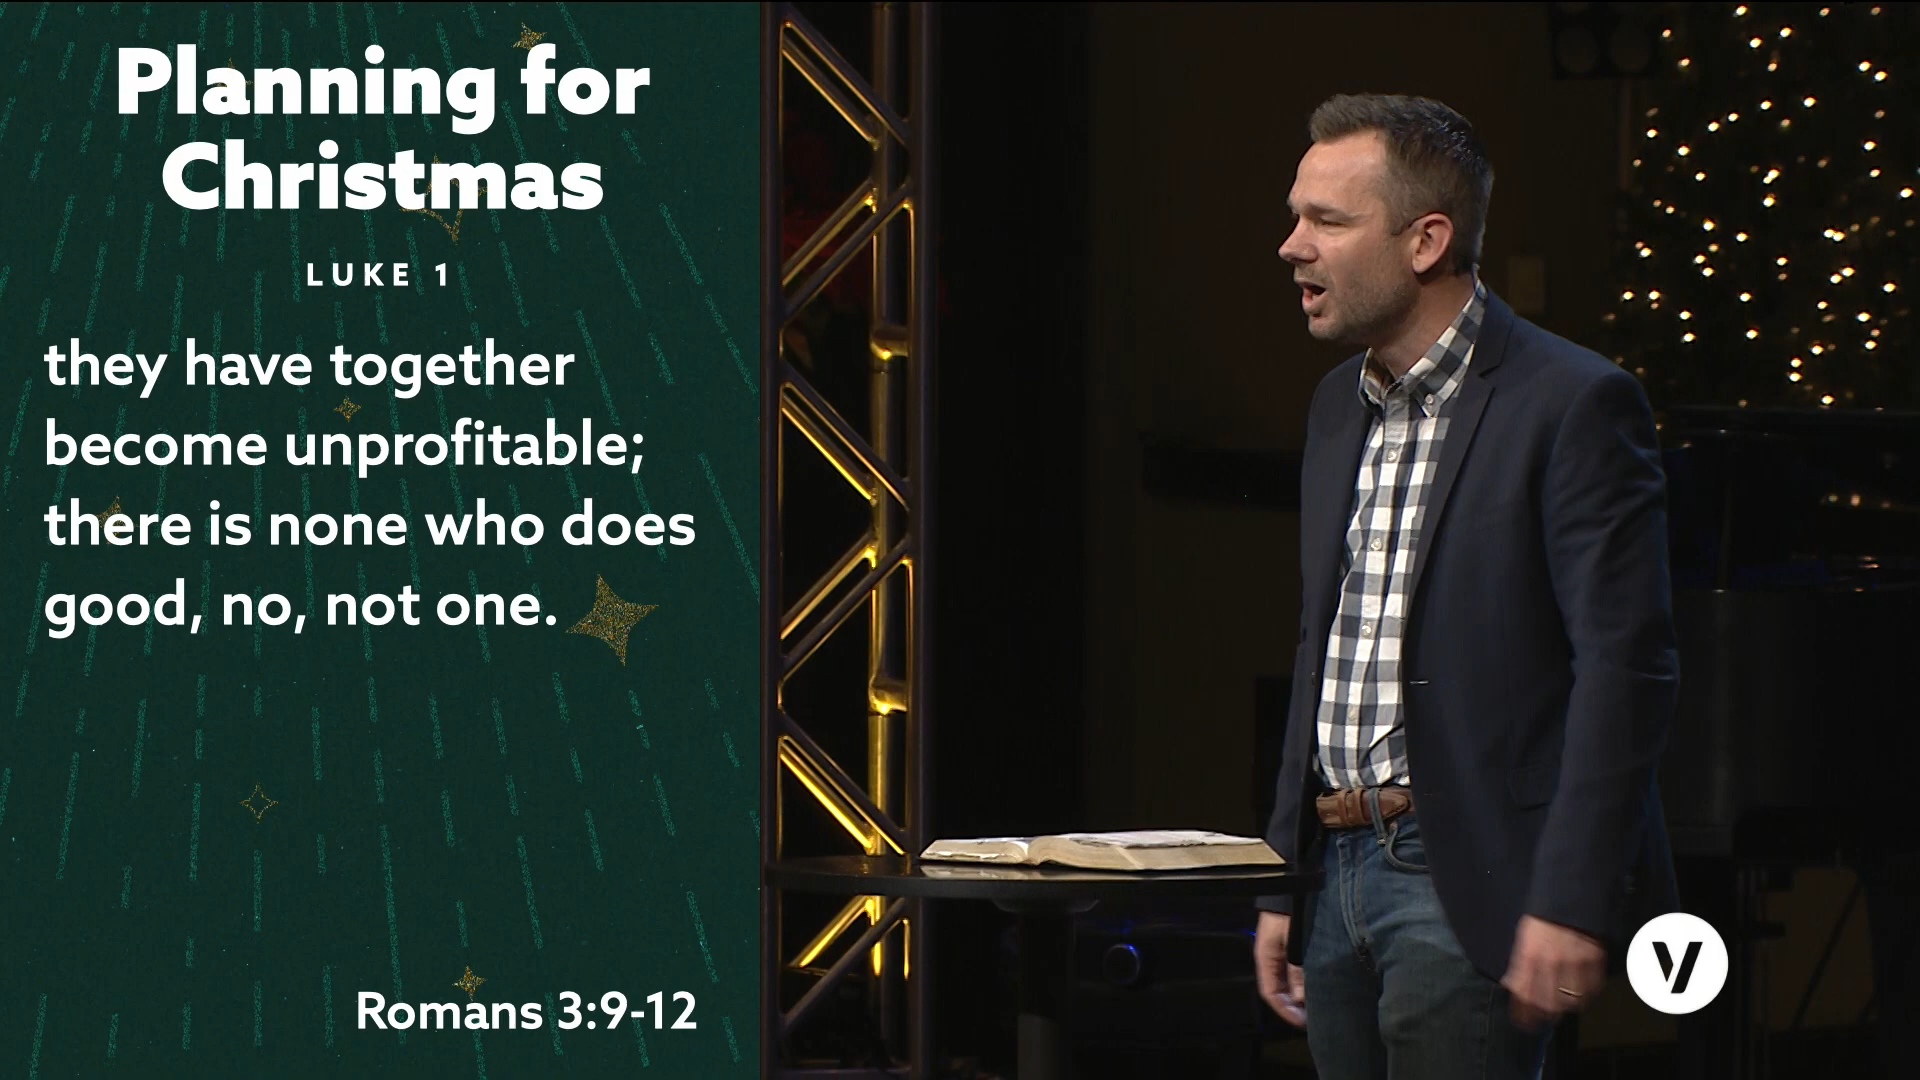 Planning for
Christmas
LUKE 1
they have together
become unprofitable;
there is none who does
good, no, not one.
Romans 3:9-12